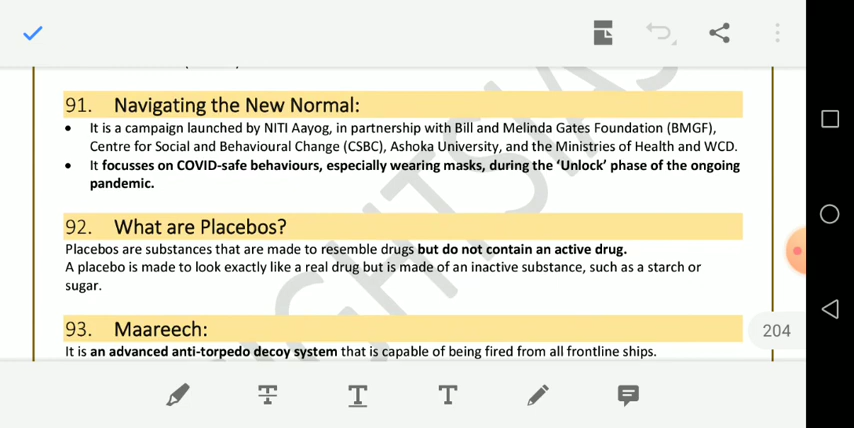 91. Navigating the New Normal:
• It is a campaign launched by NITI Aayog, in partnership with Bill and Melinda Gates Foundation (BMGF),
Centre for Social and Behavioural Change (CSBC), Ashoka University, and the Ministries of Health and WCD.
• It focuses on COVID-safe behaviours, especially wearing masks, during the ‘Unlock’ phase of the ongoing
pandemic.
92. What are Placebos?
Placebos are substances that are made to resemble drugs but do not contain an active drug.
A placebo is made to look exactly like a real drug but is made of an inactive substance, such as a starch or
sugar.
93. Maareech:
204
It is an advanced anti-torpedo decoy system that is capable of being fired from all frontline ships.
GHTSIAS
T T T